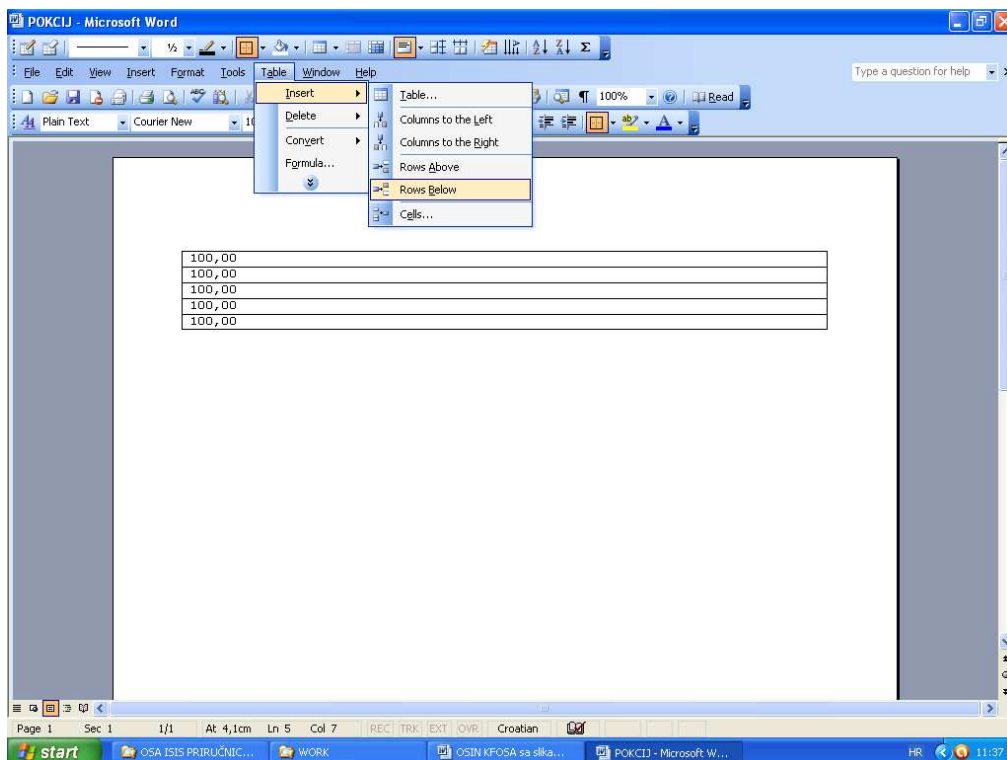 POKCIJ - Microsoft Word
½ Σ
File Edit View Insert Format Tools Table Window Help
Type a question for help
¶ 100% Read
Plain Text Courier New 10
Insert
Delete
Convert
Formula...
Table...
Columns to the Left
Columns to the Right
Rows Above
Rows Below
Cells...
100,00
100,00
100,00
100,00
100,00
Page 1 Sec 1 1/1 At 4,1cm Ln 5 Col 7 REC TRK EXT OVR Croatian
start OSA ISIS PRIRUČNIC... WORK OSIN KFOSA sa slika... POKCIJ - Microsoft W... HR 11:37